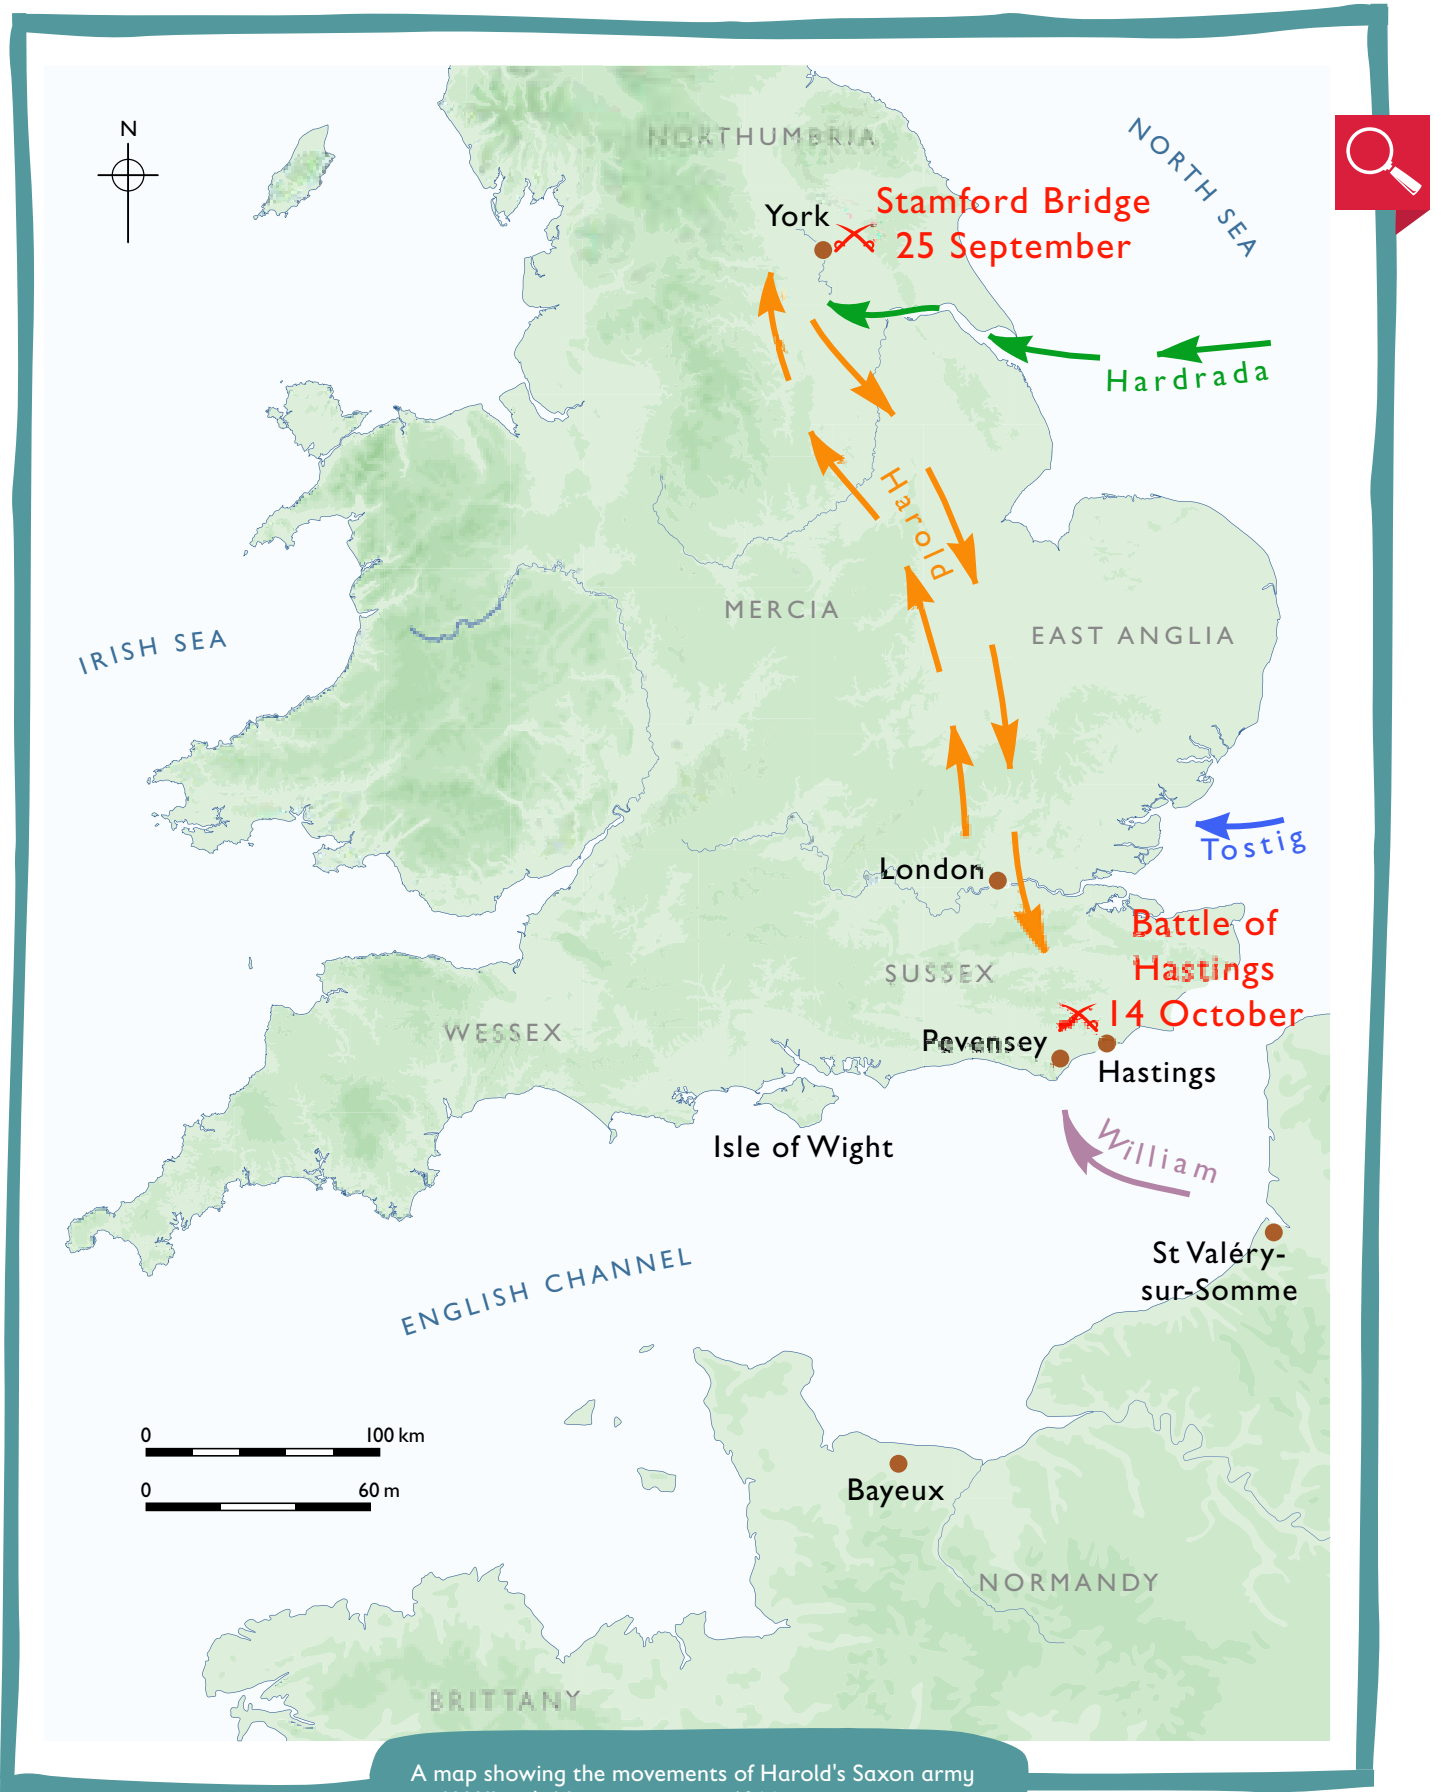 N
NORTHUMBRIA
NORTH SEA
York
Stamford Bridge
25 September
Hardrada
Harold
MERCIA
EAST ANGLIA
IRISH SEA
Tostig
London
Battle of
Hastings
14 October
SUSSEX
WESSEX
Pevensey
Hastings
Isle of Wight
William
St Valéry-
sur-Somme
ENGLISH CHANNEL
0 100 km
0 60 m
Bayeux
NORMANDY
BRITTANY
A map showing the movements of Harold's Saxon army